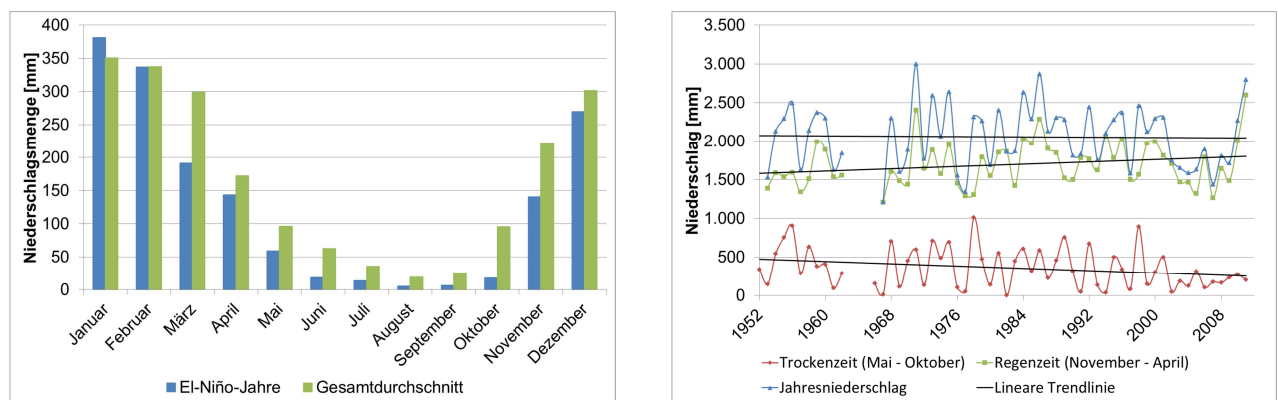 Niederschlagsmenge [mm]
400
350
300
250
200
150
100
50
0
Januar
Februar
März
April
Mai
Juni
Juli
August
September
Oktober
November
Dezember
El-Niño-Jahre Gesamtdurchschnitt
Niederschlag [mm]
3.500
3.000
2.500
2.000
1.500
1.000
500
0
1952
1960
1968
1976
1984
1992
2000
2008
Trockenzeit (Mai - Oktober) Regenzeit (November - April)
Jahresniederschlag Lineare Trendlinie